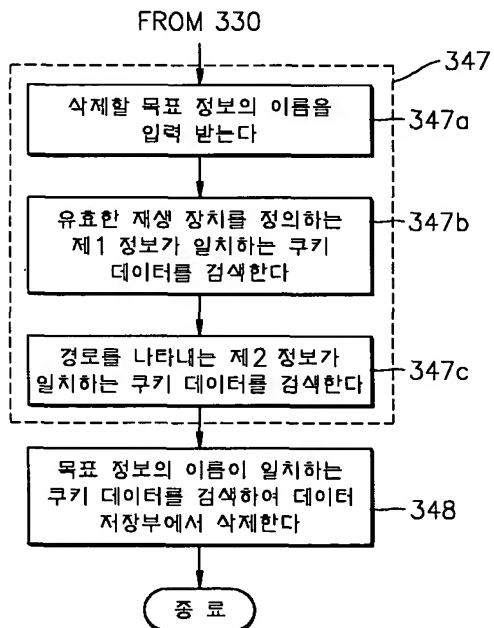 FROM 330
347
삭제할 목표 정보의 이름을
입력 받는다
347a
유효한 재생 장치를 정의하는
제1 정보가 일치하는 쿠키
데이터를 검색한다
347b
경로를 나타내는 제2 정보가
일치하는 쿠키 데이터를 검색한다
347c
목표 정보의 이름이 일치하는
쿠키 데이터를 검색하여 데이터
저장부에서 삭제한다
348
종 료